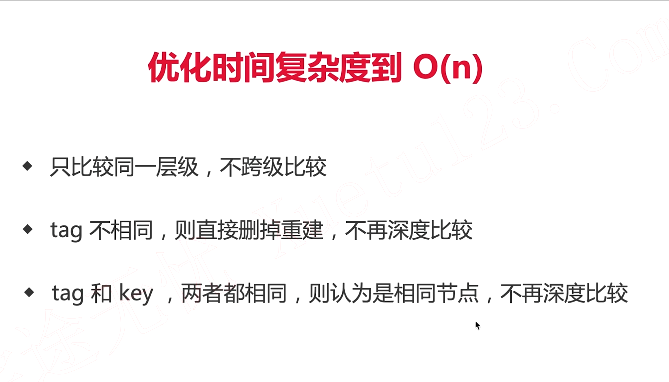 优化时间复杂度到 O(n)
只比较同一层级，不跨级比较
tag 不相同，则直接删掉重建，不再深度比较
tag 和 key ，两者都相同，则认为是相同节点，不再深度比较